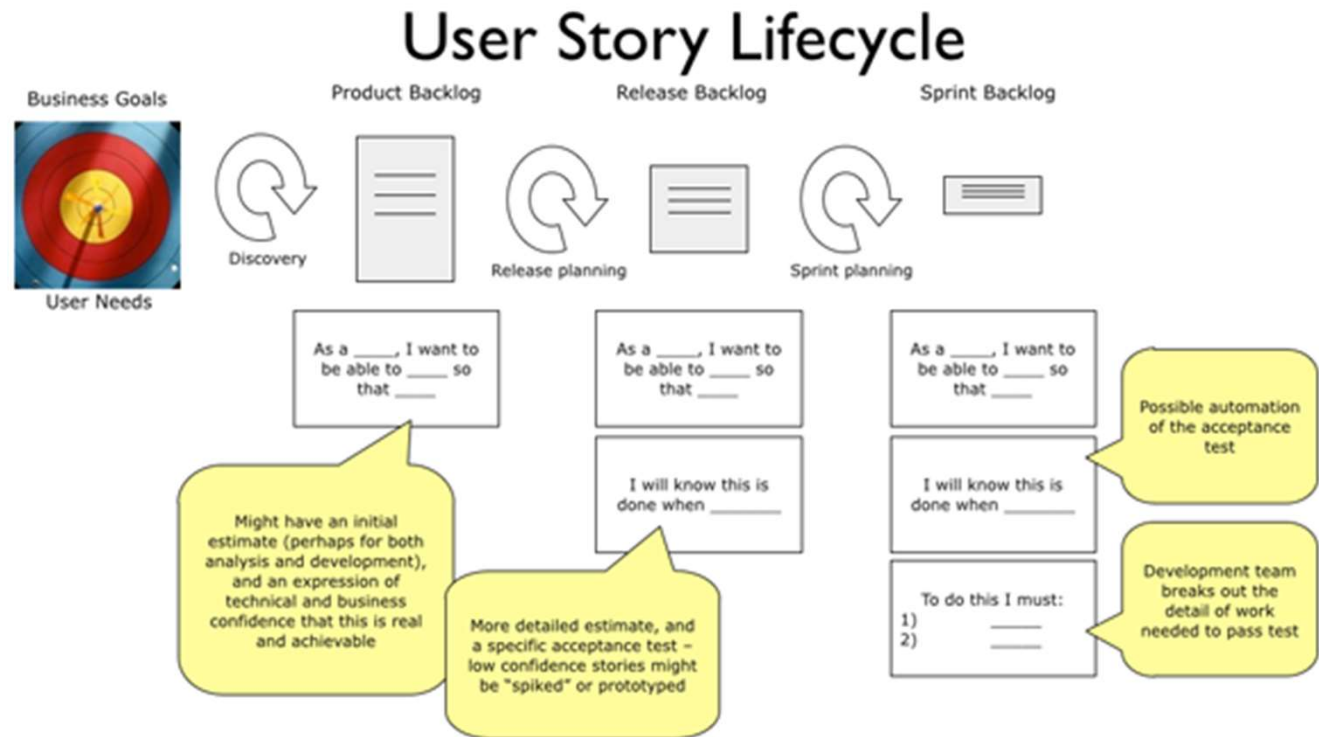 User Story Lifecycle
Business Goals
User Needs
Discovery
Product Backlog
Release planning
Release Backlog
Sprint planning
Sprint Backlog
As a _____, I want to
be able to _____ so
that _____
Might have an initial
estimate (perhaps for both
analysis and development),
and an expression of
technical and business
confidence that this is real
and achievable
As a _____, I want to
be able to _____ so
that _____
I will know this is
done when ________
More detailed estimate, and
a specific acceptance test –
low confidence stories might
be "spiked" or prototyped
As a _____, I want to
be able to _____ so
that _____
I will know this is
done when ________
To do this I must:
1) ______
2) ______
Possible automation
of the acceptance
test
Development team
breaks out the
detail of work
needed to pass test